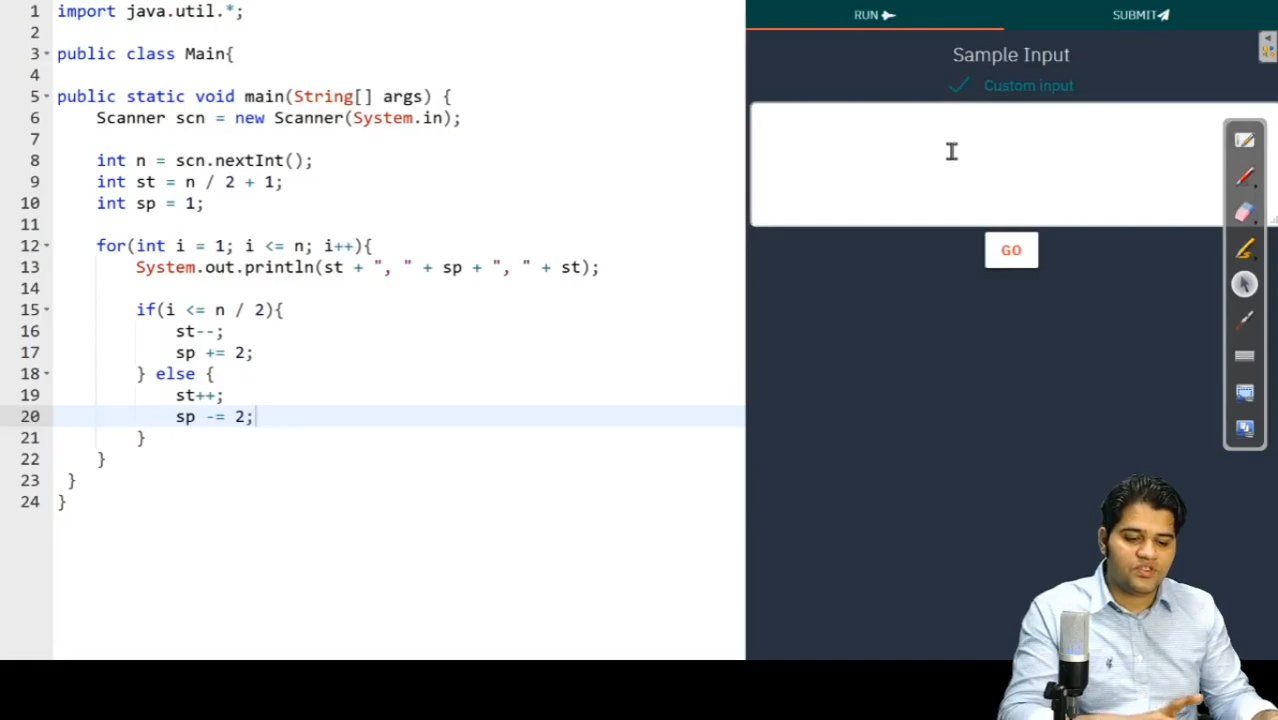 1 import java.util.*;
2
3 public class Main{
4
5 public static void main(String[] args) {
6 Scanner scn = new Scanner(System.in);
7
8 int n = scn.nextInt();
9 int st = n / 2 + 1;
10 int sp = 1;
11
12 for(int i = 1; i <= n; i++){
13 System.out.println(st + ", " + sp + ", " + st);
14
15 if(i <= n / 2){
16 st--;
17 sp += 2;
18 } else {
19 st++;
20 sp -= 2;
21 }
22 }
23 }
24 }
RUN
SUBMIT
Sample Input
Custom input
GO